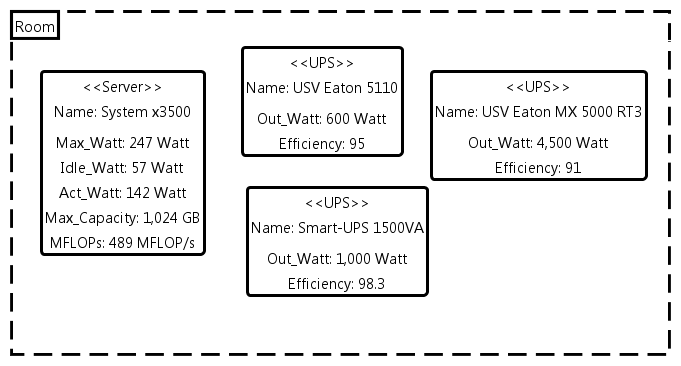 Room
<<Server>>
Name: System x3500
Max_Watt: 247 Watt
Idle_Watt: 57 Watt
Act_Watt: 142 Watt
Max_Capacity: 1,024 GB
MFLOPs: 489 MFLOP/s
<<UPS>>
Name: USV Eaton 5110
Out_Watt: 600 Watt
Efficiency: 95
<<UPS>>
Name: USV Eaton MX 5000 RT3
Out_Watt: 4,500 Watt
Efficiency: 91
<<UPS>>
Name: Smart-UPS 1500VA
Out_Watt: 1,000 Watt
Efficiency: 98.3